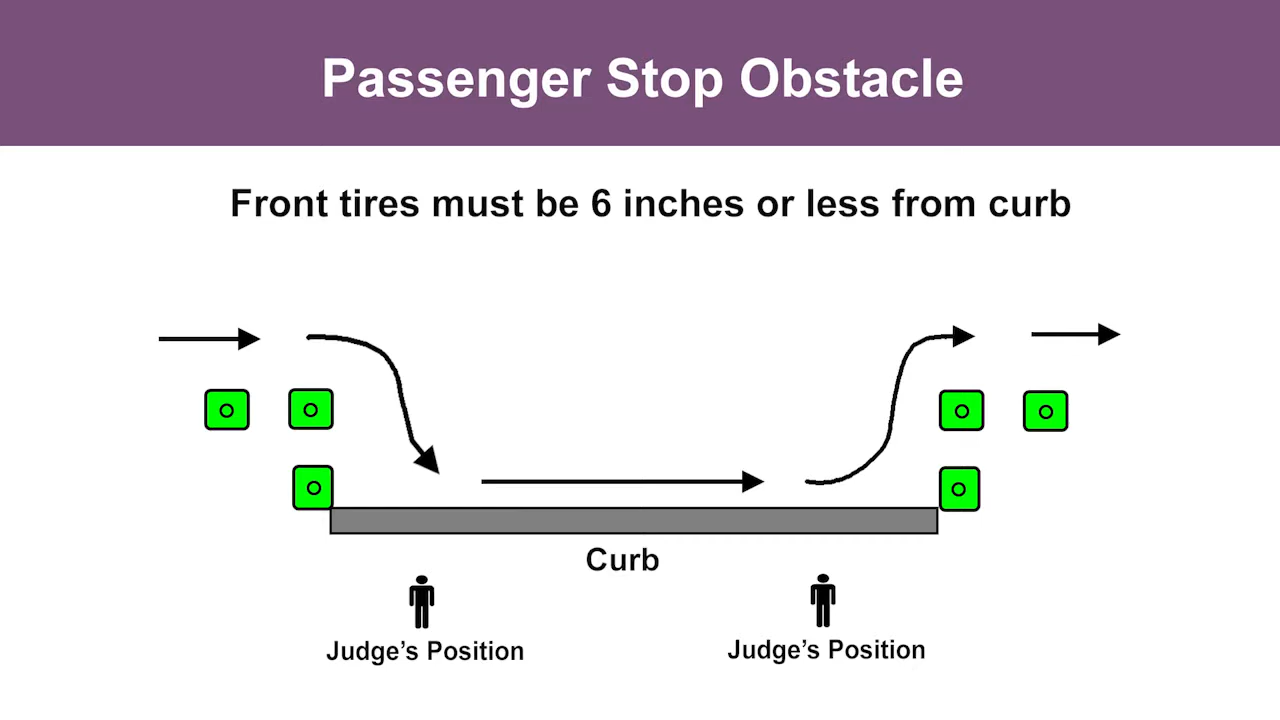 Passenger Stop Obstacle
Front tires must be 6 inches or less from curb
Curb
Judge’s Position
Judge’s Position